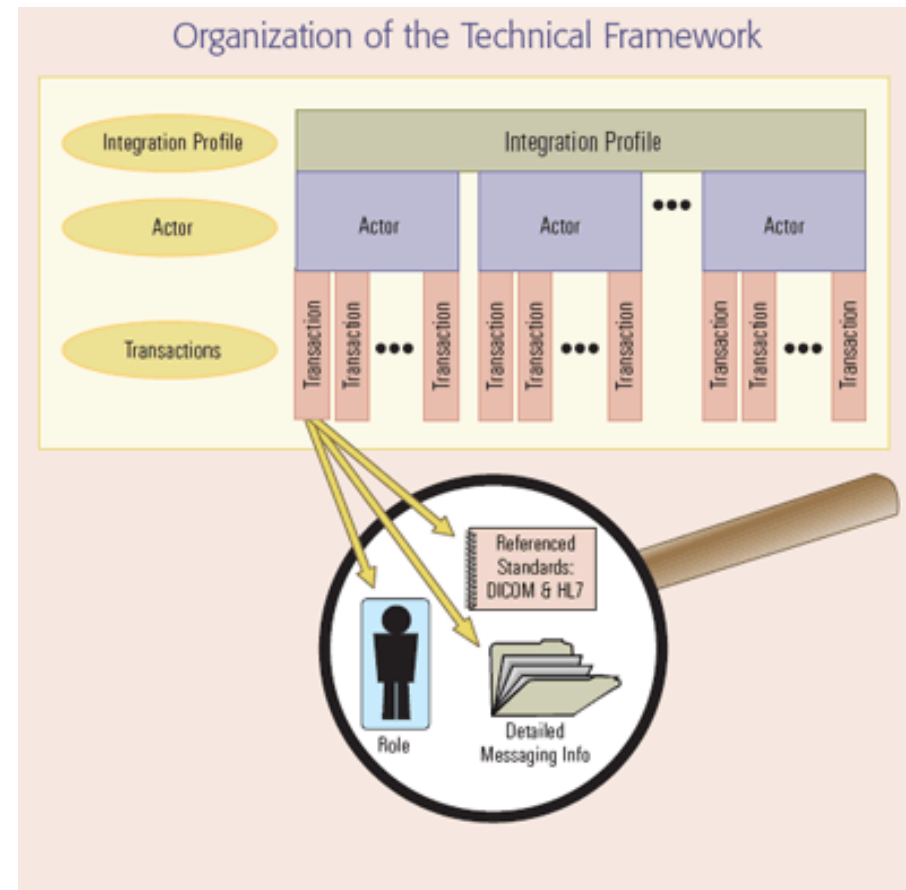 Organization of the Technical Framework
Integration Profile
Integration Profile
Actor
Actor
Actor
Actor
Transactions
Transaction
Transaction
Transaction
Transaction
Transaction
Transaction
Transaction
Transaction
Transaction
Referenced
Standards:
DICOM & HL7
Role
Detailed
Messaging Info